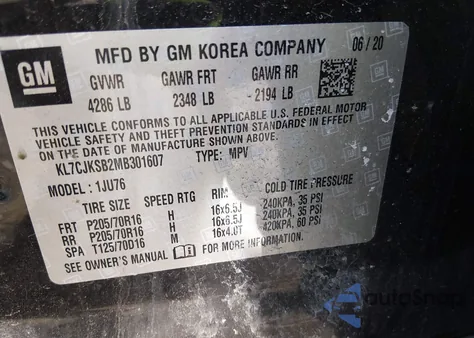 GM
MFD BY GM KOREA COMPANY 06/20
GVWR GAWR FRT GAWR RR
4286 LB 2348 LB 2194 LB
THIS VEHICLE CONFORMS TO ALL APPLICABLE U.S. FEDERAL MOTOR
VEHICLE SAFETY, BUMPER, AND THEFT PREVENTION STANDARDS IN EFFECT
ON THE DATE OF MANUFACTURE SHOWN ABOVE.
KL7CJKSB2MB301607 TYPE: MPV
MODEL: 1JU76
TIRE SIZE SPEED RTG RIM COLD TIRE PRESSURE
FRT P205/70R16 H 16x6.5J 240KPA, 35 PSI
RR P205/70R16 H 16x6.5J 240KPA, 35 PSI
SPA T125/70D16 M 16x4.0T 420KPA, 60 PSI
SEE OWNER'S MANUAL FOR MORE INFORMATION
autoSnap